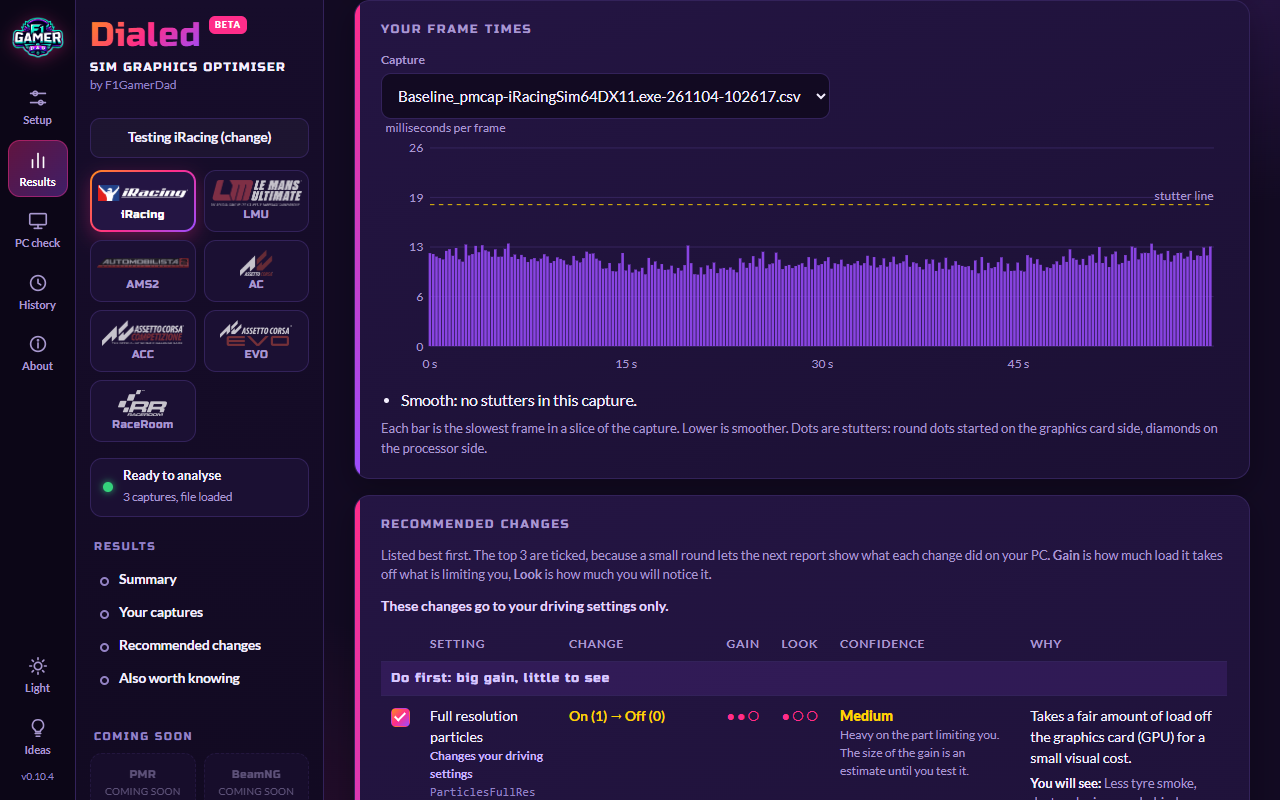 F1
GAMER
DAD
Setup
Results
PC check
History
About
Light
Ideas
v0.10.4
Dialed BETA
SIM GRAPHICS OPTIMISER
by F1GamerDad
Testing iRacing (change)
iRacing
iRacing
LM LE MANS
ULTIMATE
LMU
AUTOMOBILISTA 2
AMS2
ASSETTO
CORSA
AC
ASSETTO CORSA
COMPETIZIONE
ACC
ASSETTO CORSA
EVO
EVO
RR
RACEROOM
RaceRoom
Ready to analyse
3 captures, file loaded
RESULTS
Summary
Your captures
Recommended changes
Also worth knowing
COMING SOON
PMR
COMING SOON
BeamNG
COMING SOON
YOUR FRAME TIMES
Capture
Baseline_pmcap-iRacingSim64DX11.exe-261104-102617.csv
milliseconds per frame
26
19
stutter line
13
6
0
0 s 15 s 30 s 45 s
• Smooth: no stutters in this capture.
Each bar is the slowest frame in a slice of the capture. Lower is smoother. Dots are stutters: round dots started on the graphics card side, diamonds on
the processor side.
RECOMMENDED CHANGES
Listed best first. The top 3 are ticked, because a small round lets the next report show what each change did on your PC. Gain is how much load it takes
off what is limiting you, Look is how much you will notice it.
These changes go to your driving settings only.
SETTING CHANGE GAIN LOOK CONFIDENCE WHY
Do first: big gain, little to see
Full resolution
particles
Changes your driving
settings
ParticlesFullRes
On (1) → Off (0)
Medium
Heavy on the part limiting you.
The size of the gain is an
estimate until you test it.
Takes a fair amount of load off
the graphics card (GPU) for a
small visual cost.
You will see: Less tyre smoke,